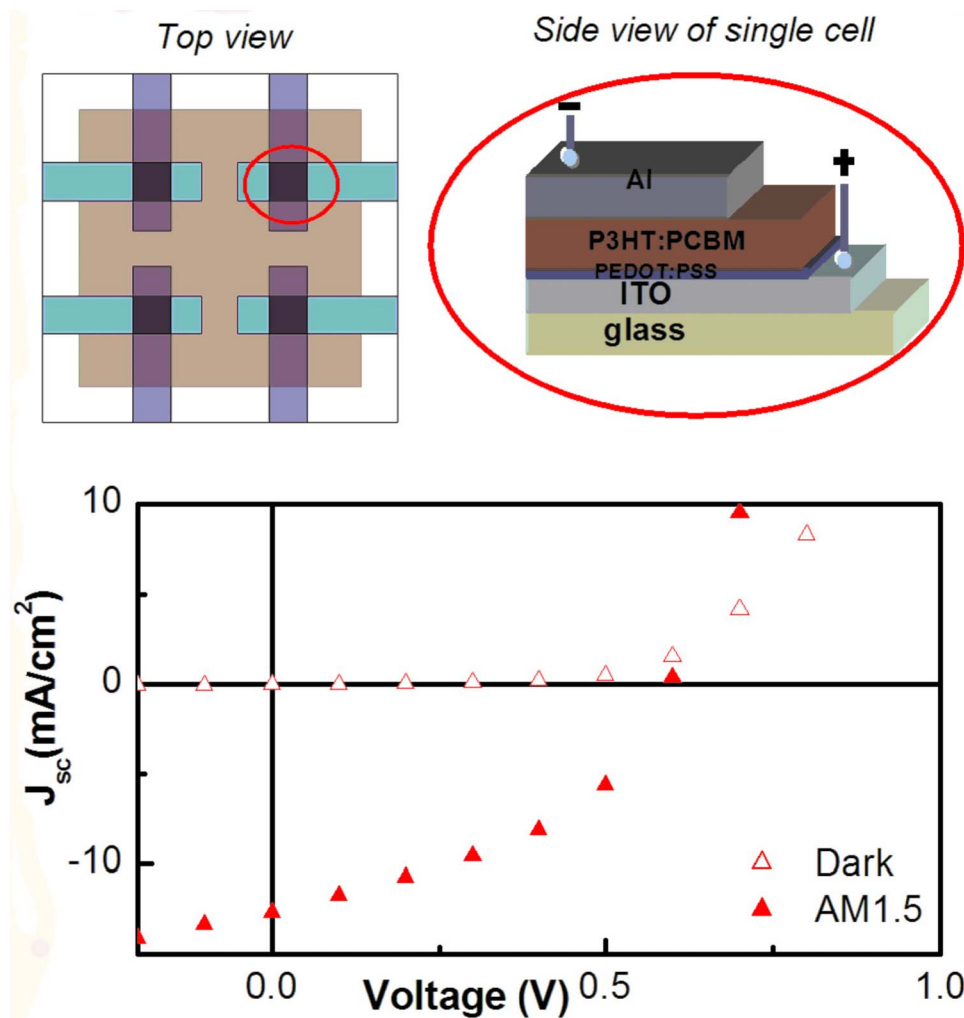 Top view
Side view of single cell
-
+
Al
P3HT:PCBM
PEDOT:PSS
ITO
glass
10
0
-10
J_sc(mA/cm²)
Dark
AM1.5
0.0
0.5
1.0
Voltage (V)